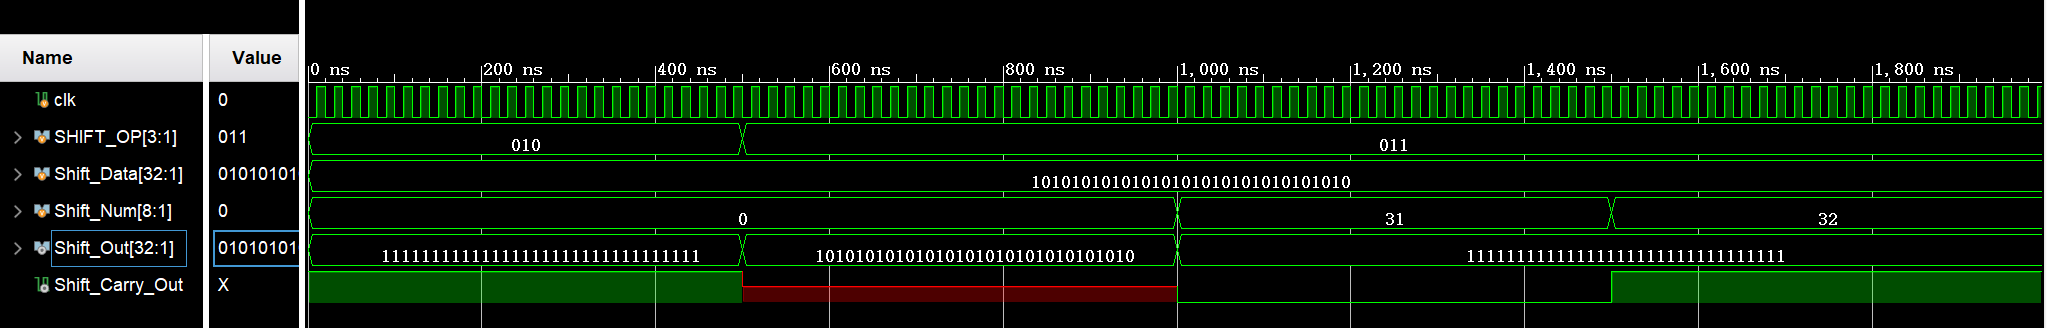 Name Value
0 ns 200 ns 400 ns 600 ns 800 ns 1,000 ns 1,200 ns 1,400 ns 1,600 ns 1,800 ns
clk 0
SHIFT_OP[3:1] 011 010 011
Shift_Data[32:1] 01010101 10101010101010101010101010101010
Shift_Num[8:1] 0 0 31 32
Shift_Out[32:1] 01010101 11111111111111111111111111111111 10101010101010101010101010101010 11111111111111111111111111111111
Shift_Carry_Out X